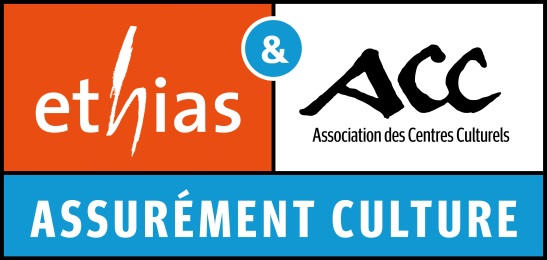 ethias
&
ACC
Association des Centres Culturels
ASSURÉMENT CULTURE